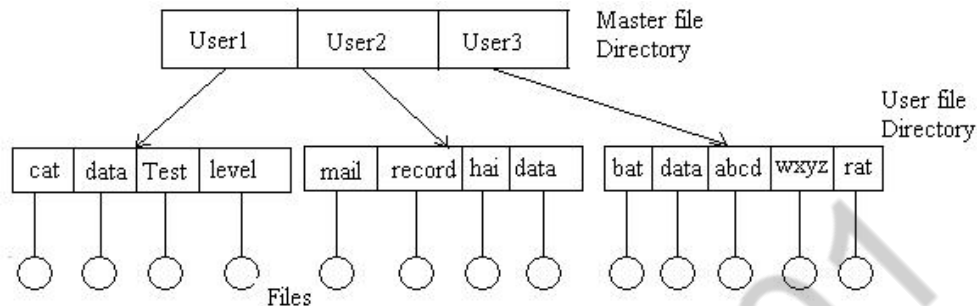 Master file
Directory
User1 User2 User3
User file
Directory
cat data Test level mail record hai data bat data abcd wxyz rat
Files